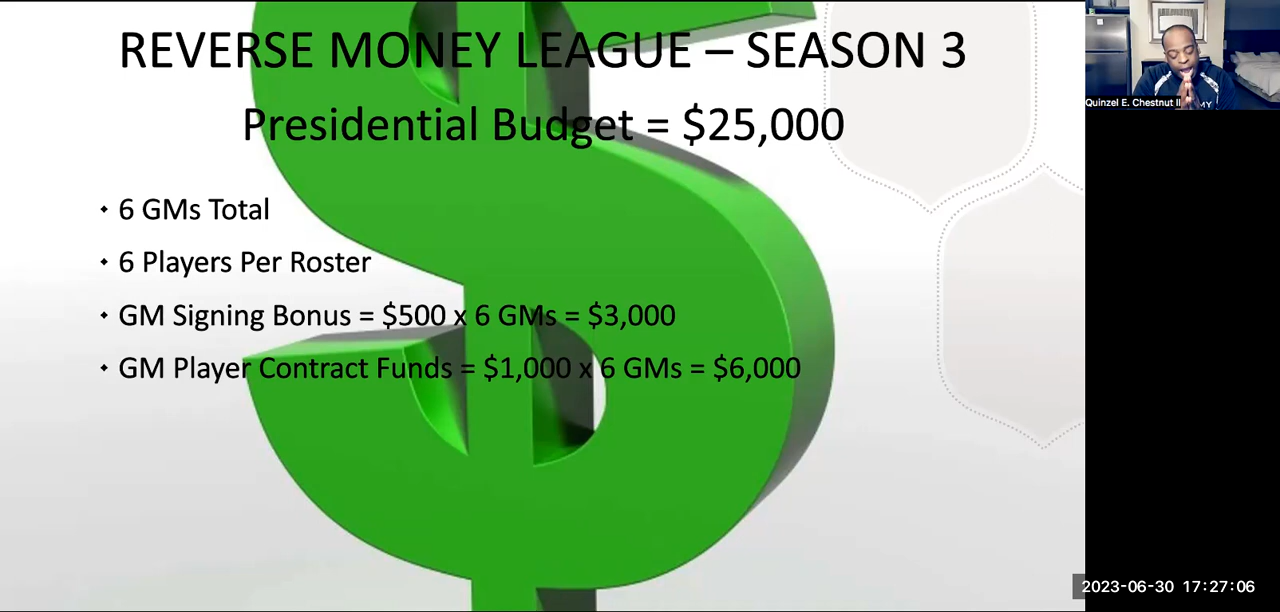 REVERSE MONEY LEAGUE – SEASON 3
Presidential Budget = $25,000
• 6 GMs Total
• 6 Players Per Roster
• GM Signing Bonus = $500 x 6 GMs = $3,000
• GM Player Contract Funds = $1,000 x 6 GMs = $6,000
Quinzel E. Chestnut II
MY
2023-06-30 17:27:06